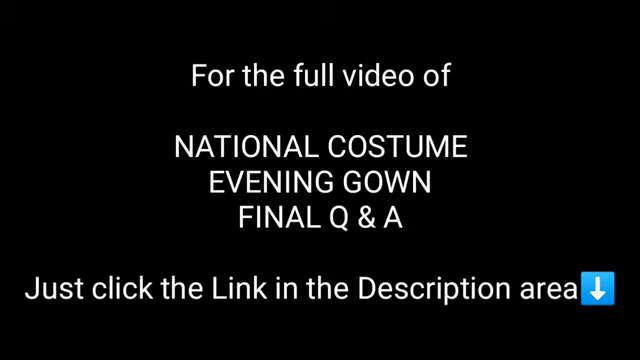 For the full video of
NATIONAL COSTUME
EVENING GOWN
FINAL Q & A
Just click the Link in the Description area⬇️